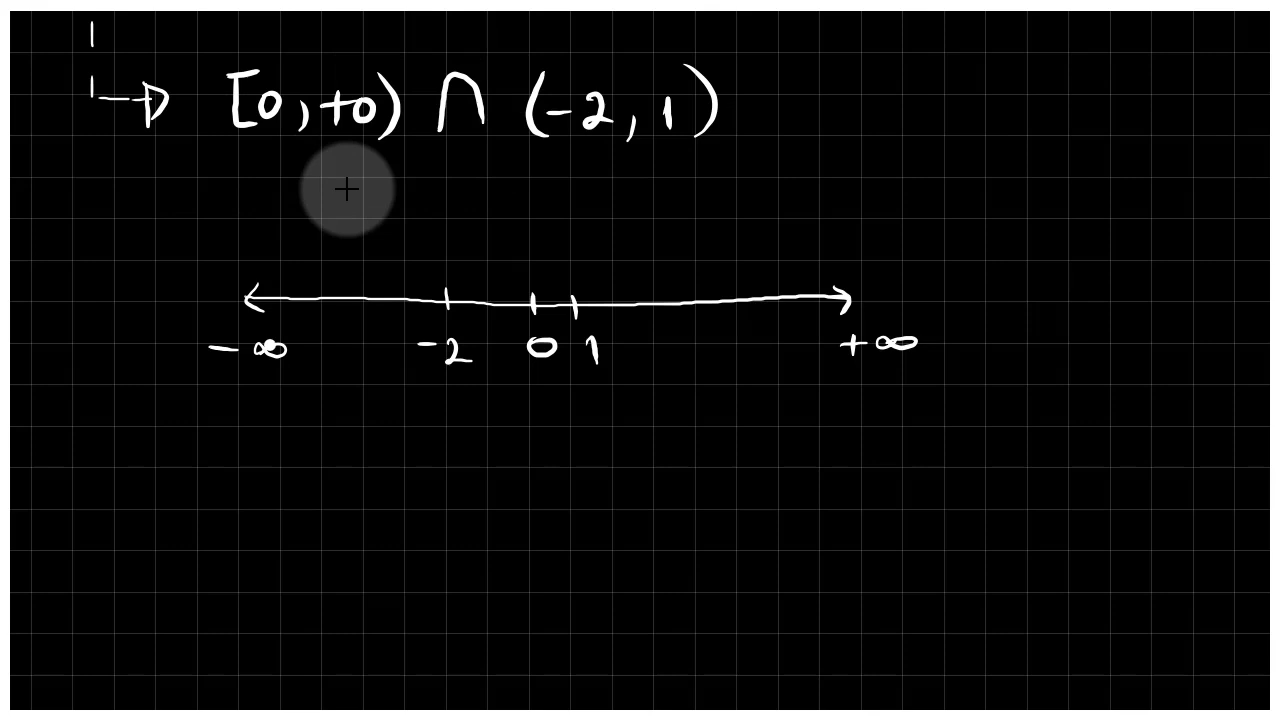 [0, +0) ∩ (-2, 1)
-∞ -2 0 1 +∞